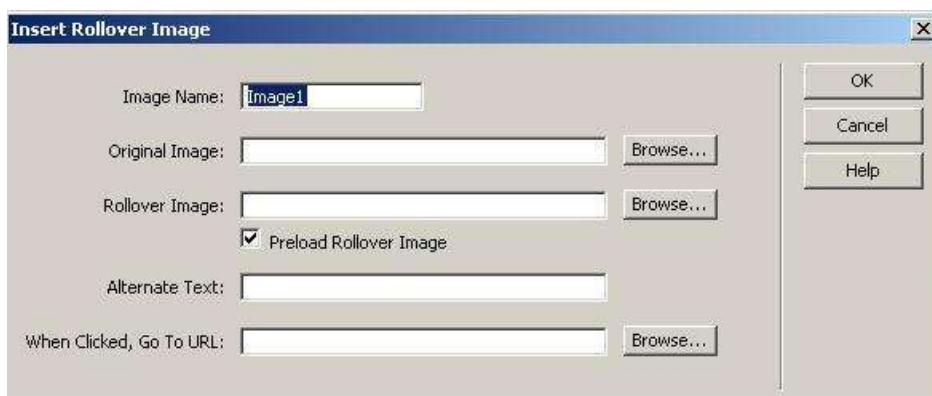 Insert Rollover Image
Image Name: Image1
OK
Cancel
Help
Original Image:
Browse...
Rollover Image:
Browse...
Preload Rollover Image
Alternate Text:
When Clicked, Go To URL:
Browse...